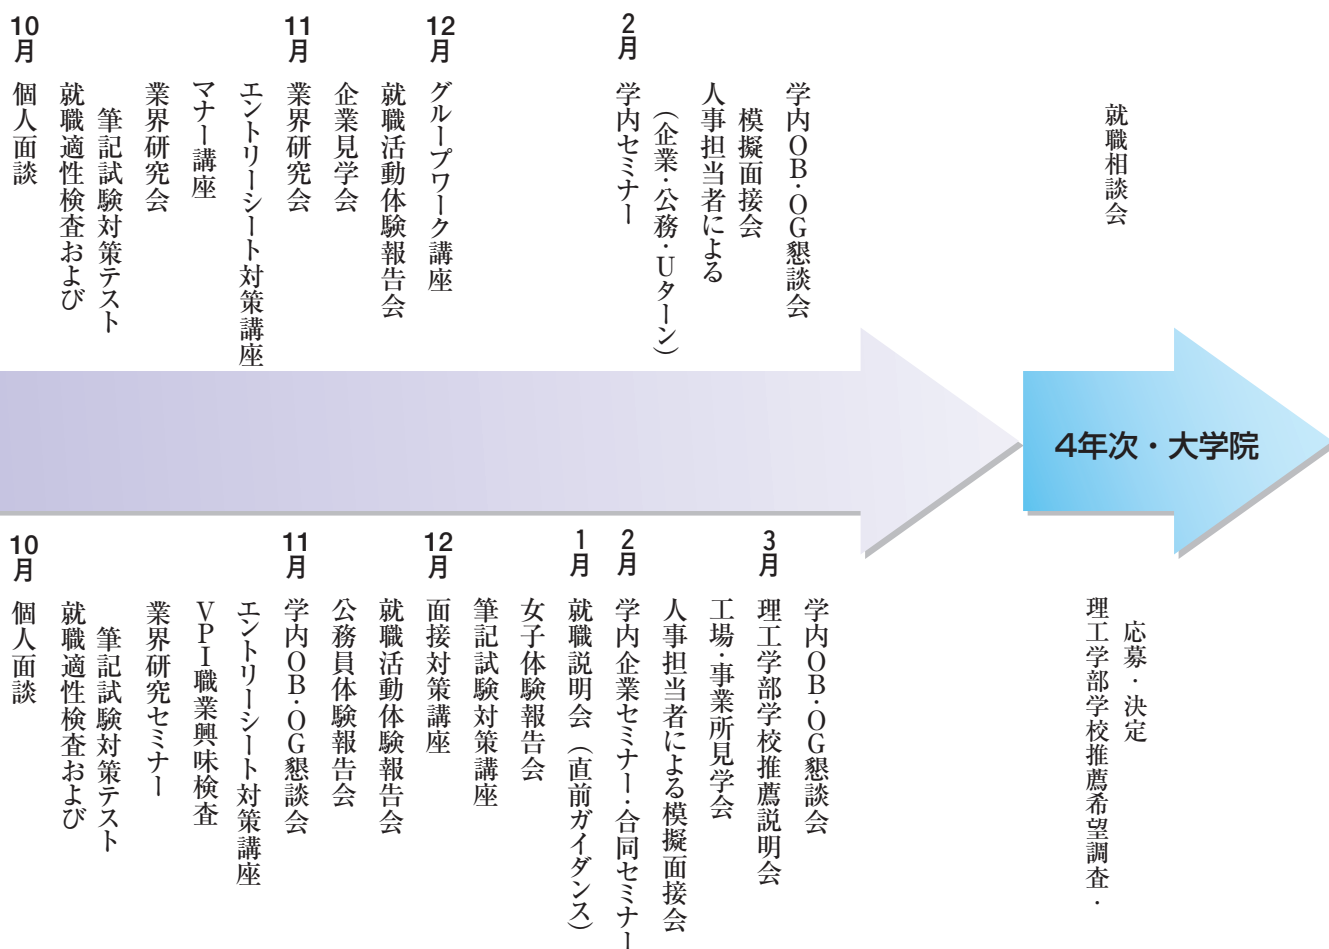 10月
個人面談
就職適性検査および
筆記試験対策テスト
業界研究会
マナー講座
エントリーシート対策講座
11月
業界研究会
企業見学会
就職活動体験報告会
12月
グループワーク講座
2月
学内セミナー
（企業・公務・Uターン）
人事担当者による
模擬面接会
学内OB・OG懇談会
就職相談会
4年次・大学院
10月
個人面談
就職適性検査および
筆記試験対策テスト
業界研究セミナー
VPI職業興味検査
エントリーシート対策講座
11月
学内OB・OG懇談会
公務員体験報告会
就職活動体験報告会
12月
面接対策講座
筆記試験対策講座
女子体験報告会
1月
就職説明会（直前ガイダンス）
2月
学内企業セミナー・合同セミナー
人事担当者による模擬面接会
工場・事業所見学会
3月
理工学部学校推薦説明会
学内OB・OG懇談会
理工学部学校推薦希望調査・
応募・決定